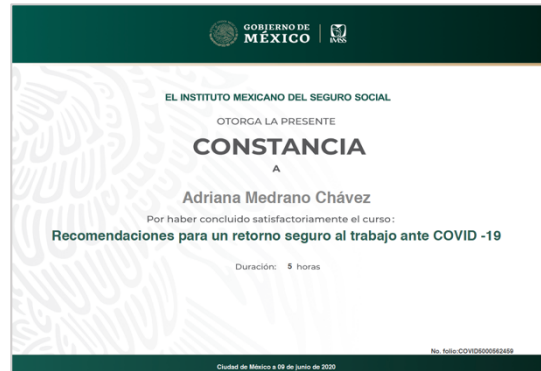 GOBIERNO DE
MÉXICO
IMSS
EL INSTITUTO MEXICANO DEL SEGURO SOCIAL
OTORGA LA PRESENTE
CONSTANCIA
A
Adriana Medrano Chávez
Por haber concluido satisfactoriamente el curso:
Recomendaciones para un retorno seguro al trabajo ante COVID -19
Duración: 5 horas
No. folio:COVID5000562459
Ciudad de México a 09 de junio de 2020